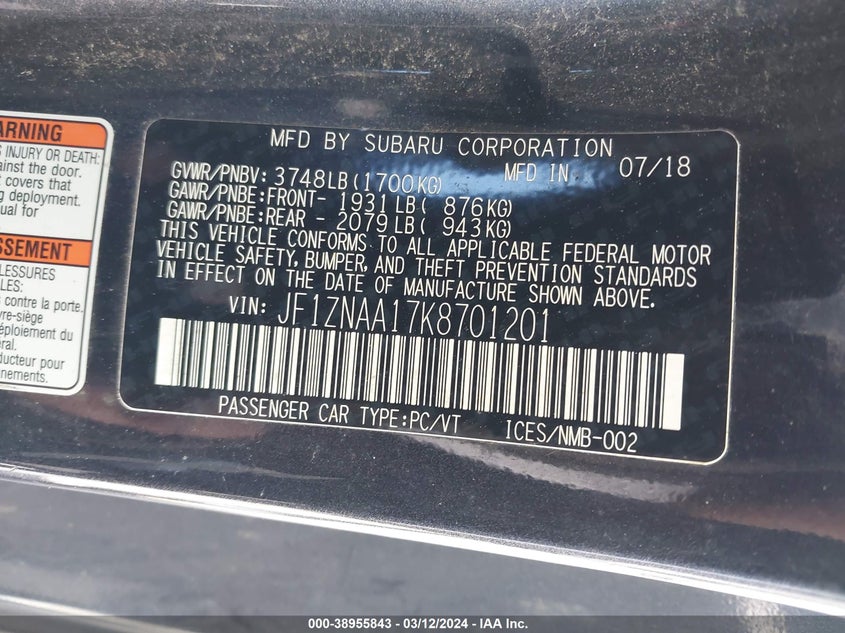 ARNING
INJURY OR DEATH:
ainst the door.
t covers that
ng deployment.
ual for
SSEMENT
LESSURES
LES:
contre la porte.
vre-siège
éploiement du
ducteur pour
nements.
MFD BY SUBARU CORPORATION
GVWR/PNBV: 3748LB(1700KG) MFD IN 07/18
GAWR/PNBE:FRONT- 1931LB( 876KG)
GAWR/PNBE:REAR - 2079LB( 943KG)
THIS VEHICLE CONFORMS TO ALL APPLICABLE FEDERAL MOTOR
VEHICLE SAFETY, BUMPER, AND THEFT PREVENTION STANDARDS
IN EFFECT ON THE DATE OF MANUFACTURE SHOWN ABOVE.
VIN: JF1ZNAA17K8701201
PASSENGER CAR TYPE:PC/VT ICES/NMB-002
000-38955843 - 03/12/2024 - IAA Inc.